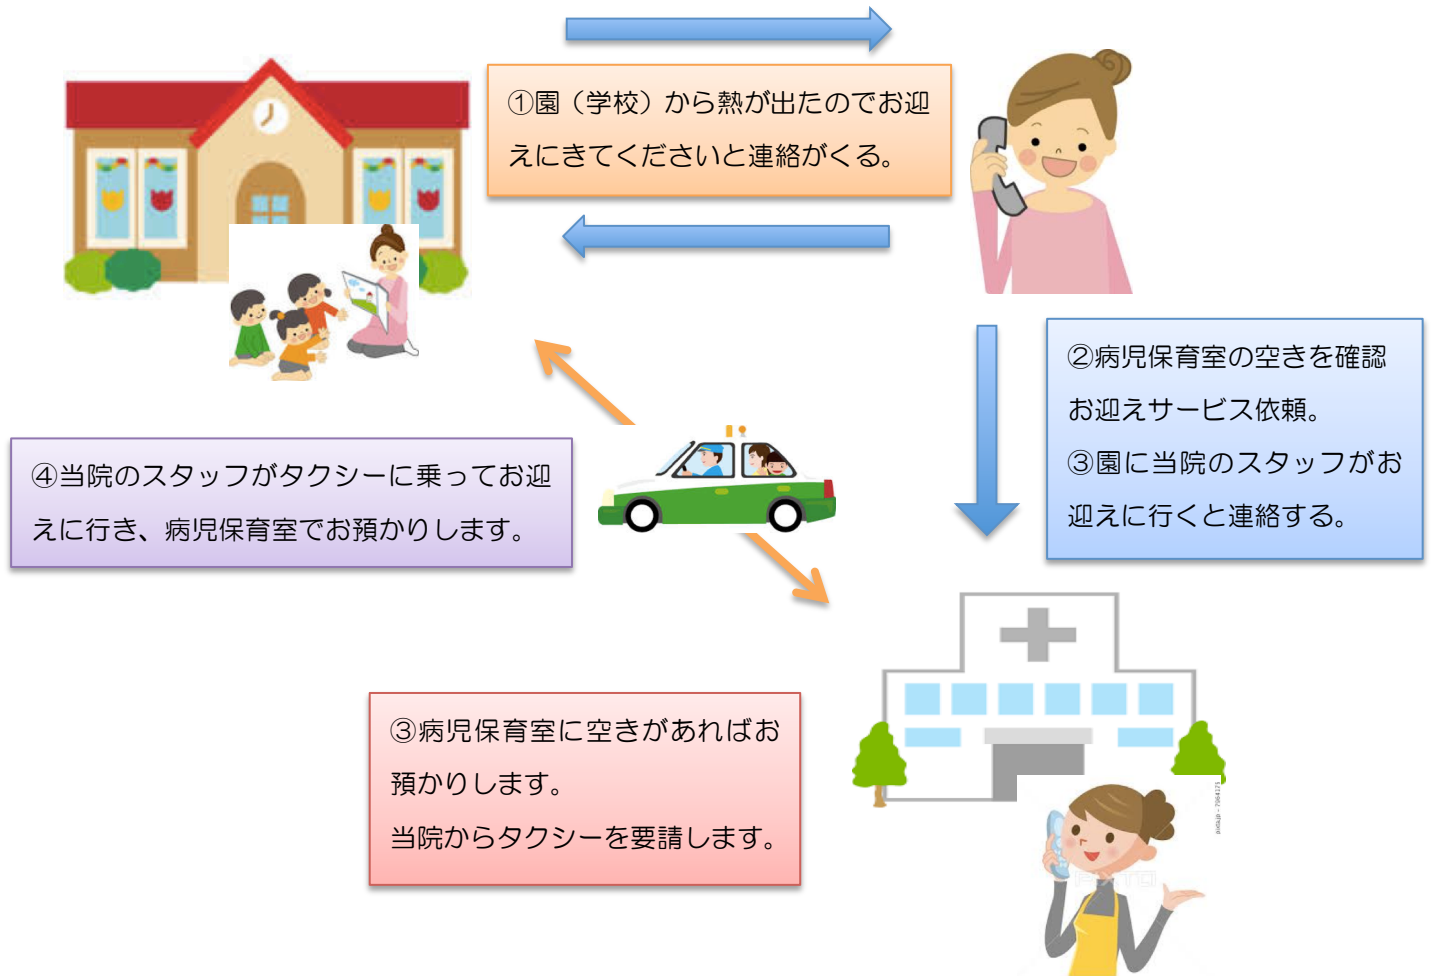 ①園（学校）から熱が出たのでお迎
えにきてくださいと連絡がくる。
②病児保育室の空きを確認
お迎えサービス依頼。
③園に当院のスタッフがお
迎えに行くと連絡する。
④当院のスタッフがタクシーに乗ってお迎
えに行き、病児保育室でお預かりします。
③病児保育室に空きがあればお
預かりします。
当院からタクシーを要請します。